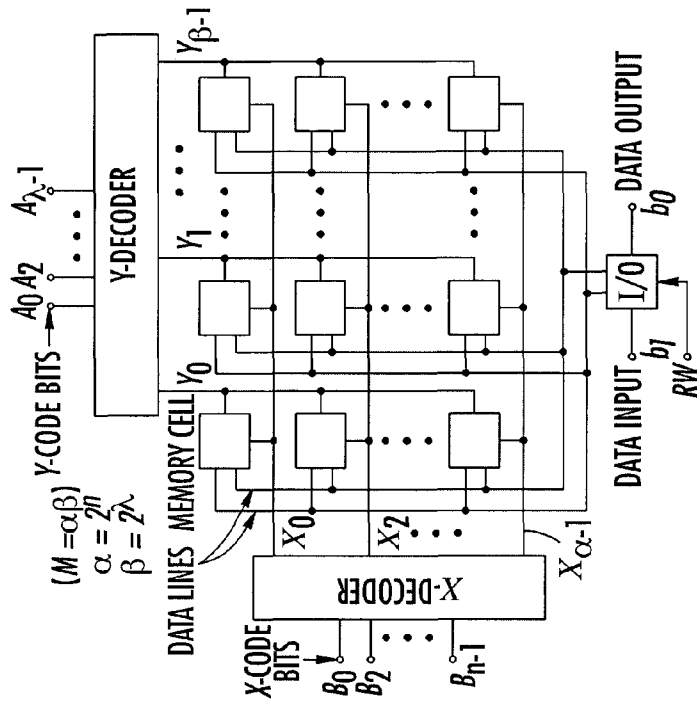 A0 A2 • • • Aλ-1
Y-CODE BITS
Y-DECODER
(M = αβ)
α = 2n
β = 2λ
DATA LINES
MEMORY CELL
Y0
Y1
Yβ-1
X-CODE
BITS
B0
B2
Bn-1
X-DECODER
X0
X2
Xα-1
DATA INPUT
b1
I/O
DATA OUTPUT
b0
RW